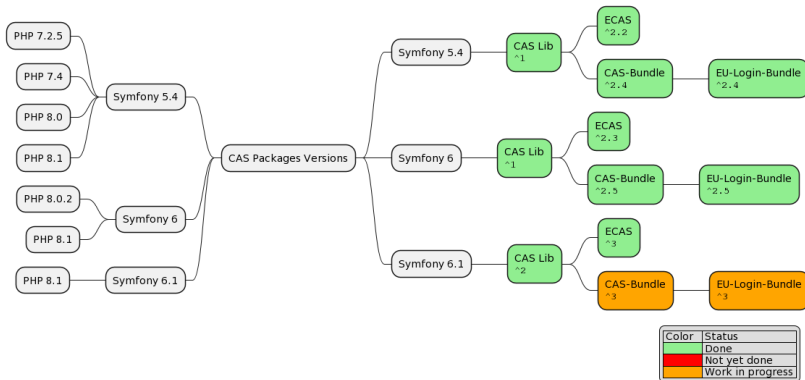 PHP 7.2.5
PHP 7.4
PHP 8.0
PHP 8.1
Symfony 5.4
PHP 8.0.2
PHP 8.1
Symfony 6
PHP 8.1
Symfony 6.1
CAS Packages Versions
Symfony 5.4
CAS Lib
^1
ECAS
^2.2
CAS-Bundle
^2.4
EU-Login-Bundle
^2.4
Symfony 6
CAS Lib
^1
ECAS
^2.3
CAS-Bundle
^2.5
EU-Login-Bundle
^2.5
Symfony 6.1
CAS Lib
^2
ECAS
^3
CAS-Bundle
^3
EU-Login-Bundle
^3
Color Status
Done
Not yet done
Work in progress